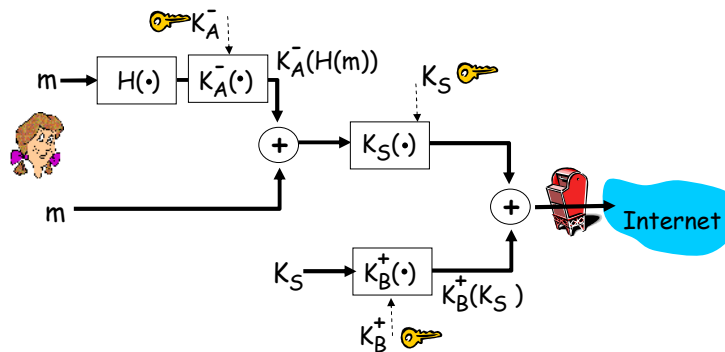 K_A^-
m
H(•)
K_A^-(•)
K_A^-(H(m))
K_S
+
K_S(•)
m
+
Internet
K_S
K_B^+(•)
K_B^+(K_S )
K_B^+